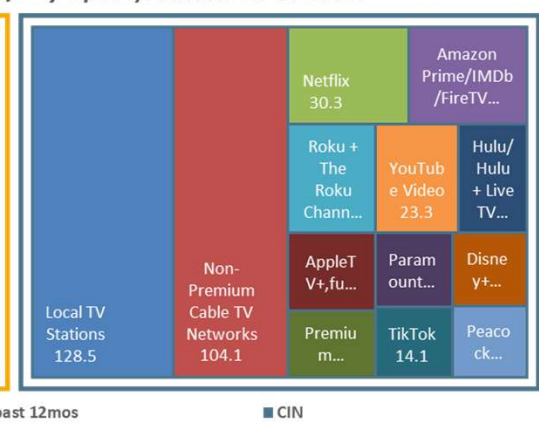 Local TV
Stations
128.5
Non-
Premium
Cable TV
Networks
104.1
Netflix
30.3
Amazon
Prime/IMDb
/FireTV...
Roku +
The
Roku
Chann...
YouTub
e Video
23.3
Hulu/
Hulu
+ Live
TV...
AppleT
V+,fu...
Param
ount...
Disne
y+...
Premiu
m...
TikTok
14.1
Peaco
ck...
past 12mos
CIN